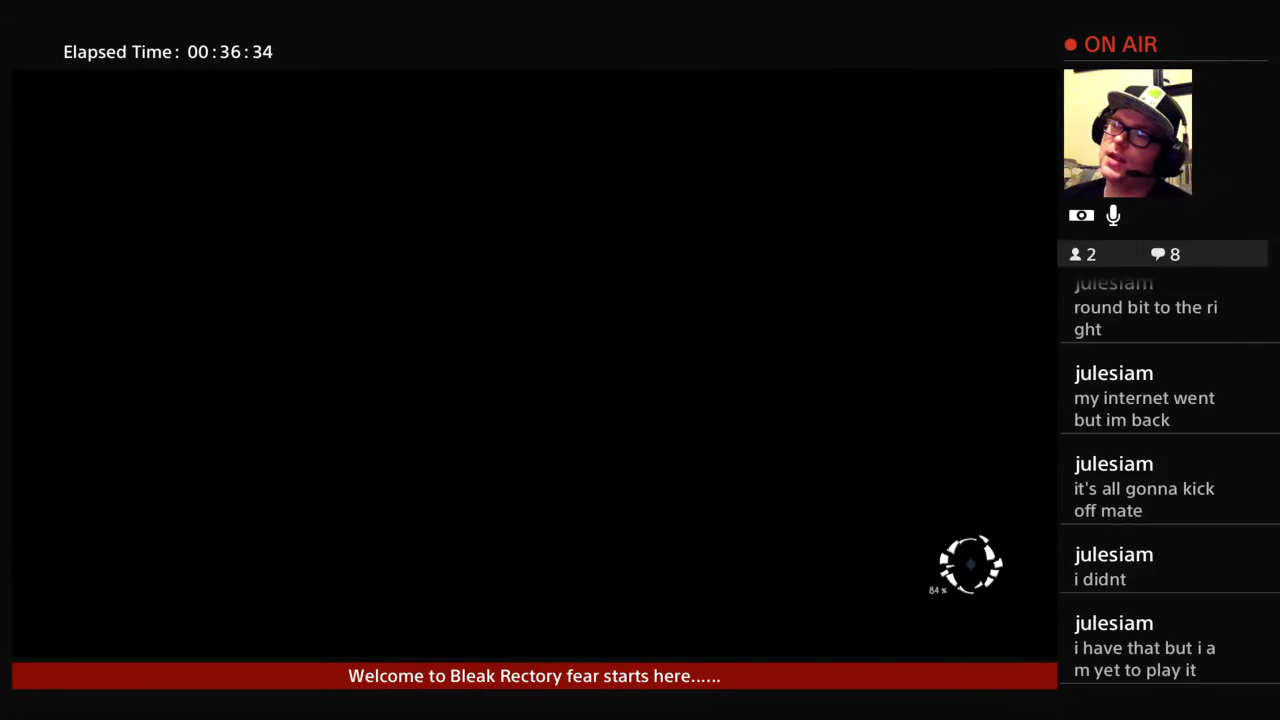 Elapsed Time: 00:36:34
ON AIR
2
8
julesiam
round bit to the ri
ght
julesiam
my internet went
but im back
julesiam
it's all gonna kick
off mate
julesiam
i didnt
julesiam
i have that but i a
m yet to play it
84 %
Welcome to Bleak Rectory fear starts here......